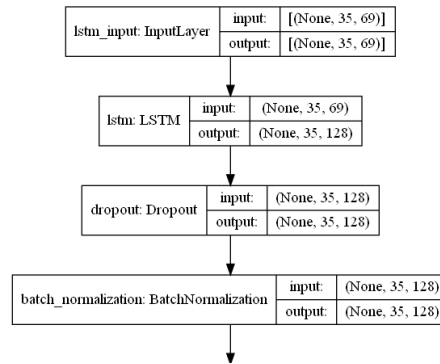 lstm_input: InputLayer
input: [(None, 35, 69)]
output: [(None, 35, 69)]
lstm: LSTM
input: (None, 35, 69)
output: (None, 35, 128)
dropout: Dropout
input: (None, 35, 128)
output: (None, 35, 128)
batch_normalization: BatchNormalization
input: (None, 35, 128)
output: (None, 35, 128)